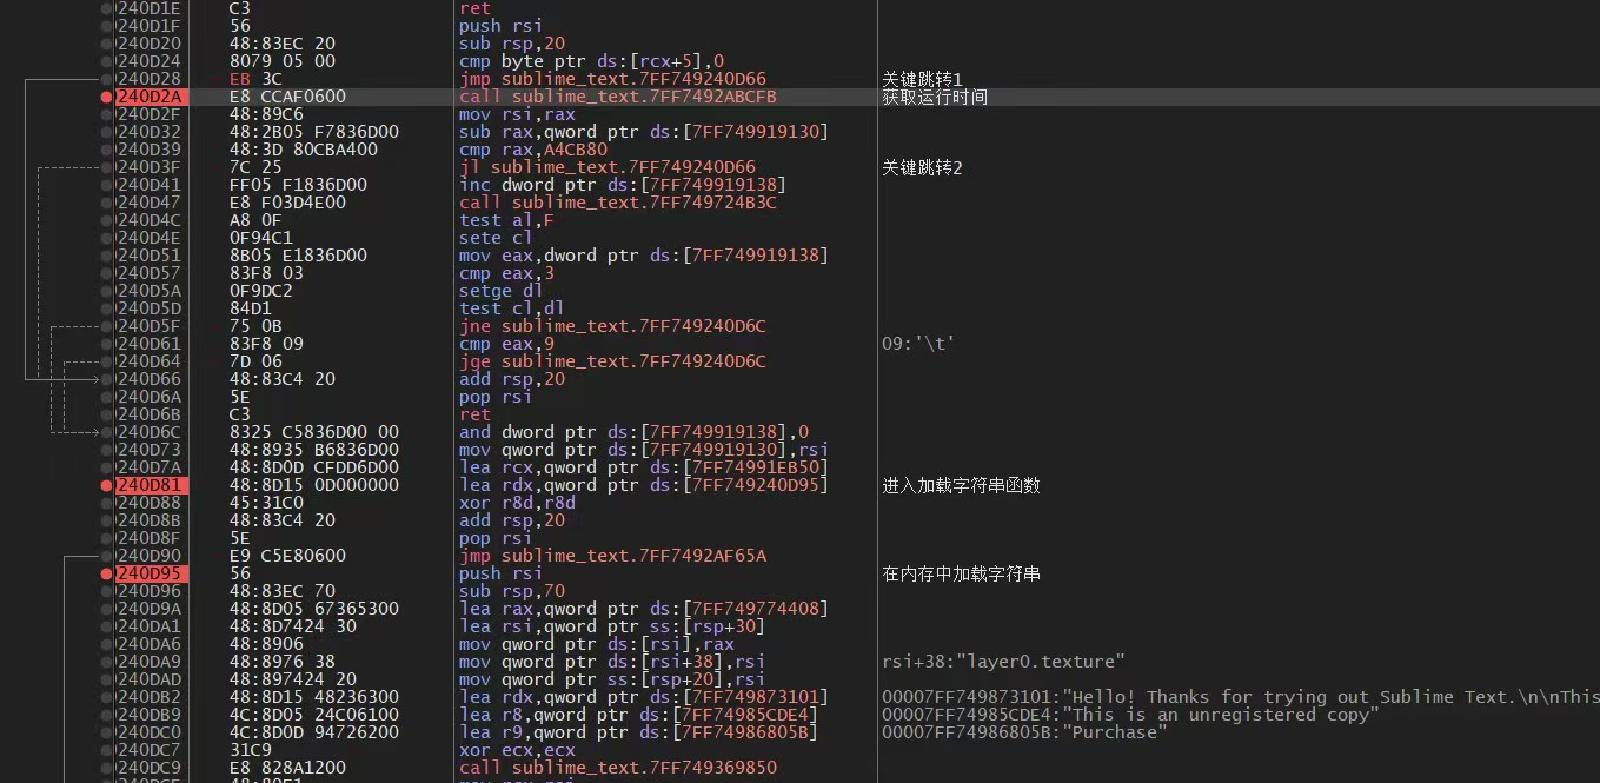 240D1E C3 ret
240D1F 56 push rsi
240D20 48:83EC 20 sub rsp,20
240D24 8079 05 00 cmp byte ptr ds:[rcx+5],0
240D28 EB 3C jmp sublime_text.7FF749240D66 关键跳转1
240D2A E8 CCAF0600 call sublime_text.7FF7492ABCFB 获取运行时间
240D2F 48:89C6 mov rsi,rax
240D32 48:2B05 F7836D00 sub rax,qword ptr ds:[7FF749919130]
240D39 48:3D 80CBA400 cmp rax,A4CB80
240D3F 7C 25 jl sublime_text.7FF749240D66 关键跳转2
240D41 FF05 F1836D00 inc dword ptr ds:[7FF749919138]
240D47 E8 F03D4E00 call sublime_text.7FF749724B3C
240D4C A8 0F test al,F
240D4E 0F94C1 sete cl
240D51 8B05 E1836D00 mov eax,dword ptr ds:[7FF749919138]
240D57 83F8 03 cmp eax,3
240D5A 0F9DC2 setge dl
240D5D 84D1 test cl,dl
240D5F 75 0B jne sublime_text.7FF749240D6C
240D61 83F8 09 cmp eax,9 09:'\t'
240D64 7D 06 jge sublime_text.7FF749240D6C
240D66 48:83C4 20 add rsp,20
240D6A 5E pop rsi
240D6B C3 ret
240D6C 8325 C5836D00 00 and dword ptr ds:[7FF749919138],0
240D73 48:8935 B6836D00 mov qword ptr ds:[7FF749919130],rsi
240D7A 48:8D0D CFDD6D00 lea rcx,qword ptr ds:[7FF74991EB50]
240D81 48:8D15 0D000000 lea rdx,qword ptr ds:[7FF749240D95] 进入加载字符串函数
240D88 45:31C0 xor r8d,r8d
240D8B 48:83C4 20 add rsp,20
240D8F 5E pop rsi
240D90 E9 C5E80600 jmp sublime_text.7FF7492AF65A
240D95 56 push rsi 在内存中加载字符串
240D96 48:83EC 70 sub rsp,70
240D9A 48:8D05 67365300 lea rax,qword ptr ds:[7FF749774408]
240DA1 48:8D7424 30 lea rsi,qword ptr ss:[rsp+30]
240DA6 48:8906 mov qword ptr ds:[rsi],rax
240DA9 48:8976 38 mov qword ptr ds:[rsi+38],rsi rsi+38:"layer0.texture"
240DAD 48:897424 20 mov qword ptr ss:[rsp+20],rsi
240DB2 48:8D15 48236300 lea rdx,qword ptr ds:[7FF749873101] 00007FF749873101:"Hello! Thanks for trying out Sublime Text.\n\nThis
240DB9 4C:8D05 24C06100 lea r8,qword ptr ds:[7FF74985CDE4] 00007FF74985CDE4:"This is an unregistered copy"
240DC0 4C:8D0D 94726200 lea r9,qword ptr ds:[7FF74986805B] 00007FF74986805B:"Purchase"
240DC7 31C9 xor ecx,ecx
240DC9 E8 828A1200 call sublime_text.7FF749369850